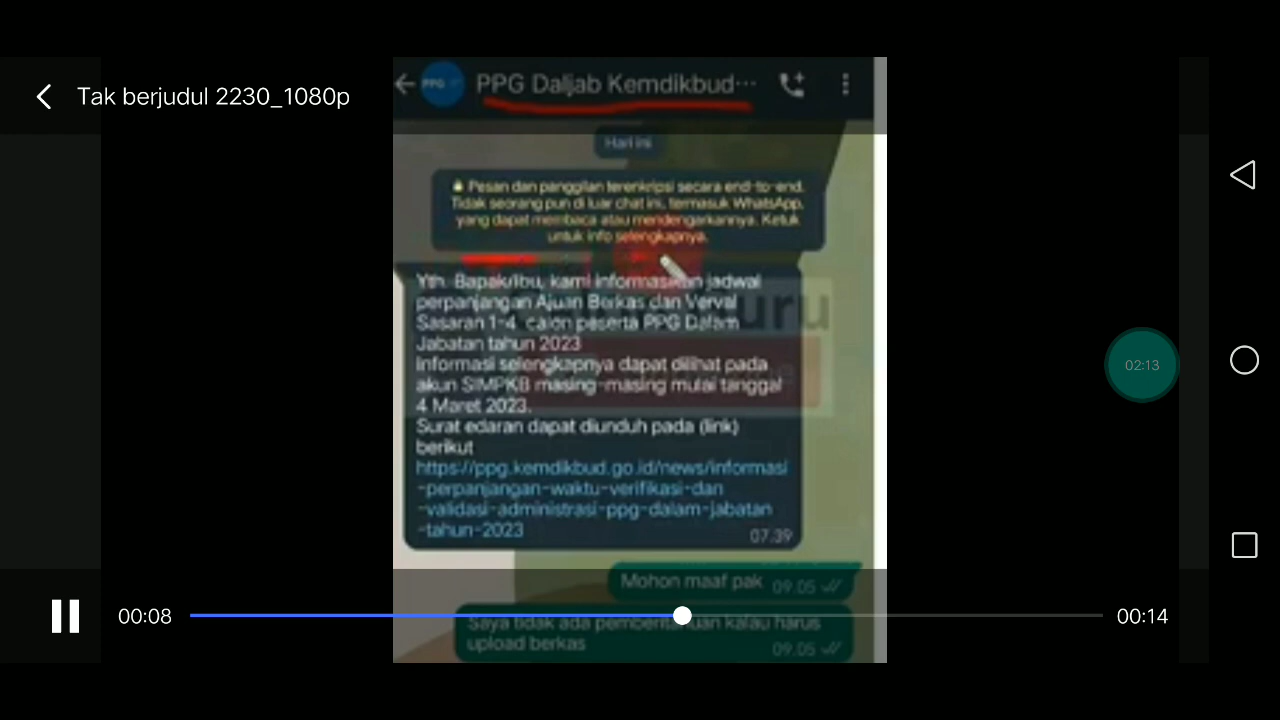 Tak berjudul 2230_1080p
PPG
PPG Daljab Kemdikbud...
Hari ini
Pesan dan panggilan terenkripsi secara end-to-end.
Tidak seorang pun di luar chat ini, termasuk WhatsApp,
yang dapat membaca atau mendengarkannya. Ketuk
untuk info selengkapnya.
Yth. Bapak/Ibu, kami informasikan jadwal
perpanjangan Ajuan Berkas dan Verval
Sasaran 1-4 calon peserta PPG Dalam
Jabatan tahun 2023
Informasi selengkapnya dapat dilihat pada
akun SIMPKB masing-masing mulai tanggal
4 Maret 2023.
Surat edaran dapat diunduh pada (link)
berikut
https://ppg.kemdikbud.go.id/news/informasi
-perpanjangan-waktu-verifikasi-dan
-validasi-administrasi-ppg-dalam-jabatan
-tahun-2023
07.39
Mohon maaf pak 09.05
Saya tidak ada pemberitahuan kalau harus
upload berkas 09.05
02:13
00:08
00:14